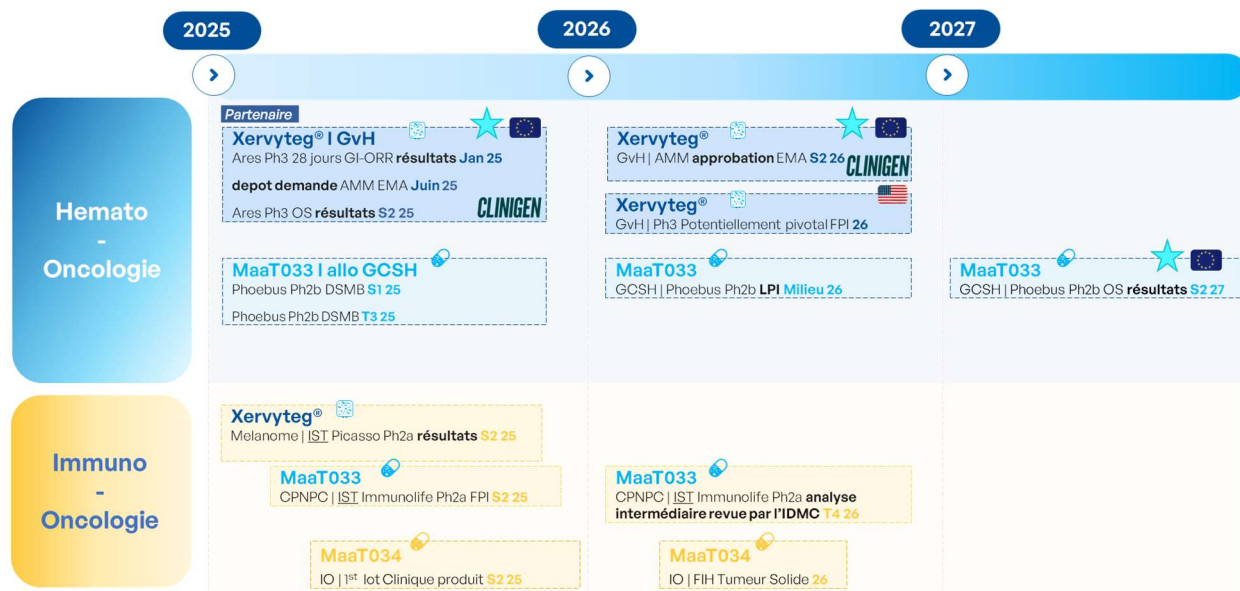 2025
2026
2027
Hemato
-
Oncologie
Partenaire
Xervyteg® I GvH
Ares Ph3 28 jours GI-ORR résultats Jan 25
depot demande AMM EMA Juin 25
Ares Ph3 OS résultats S2 25
CLINIGEN
Xervyteg®
GvH | AMM approbation EMA S2 26
CLINIGEN
Xervyteg®
GvH | Ph3 Potentiellement pivotal FPI 26
MaaT033 I allo GCSH
Phoebus Ph2b DSMB S1 25
Phoebus Ph2b DSMB T3 25
MaaT033
GCSH | Phoebus Ph2b LPI Milieu 26
MaaT033
GCSH | Phoebus Ph2b OS résultats S2 27
Immuno
-
Oncologie
Xervyteg®
Melanome | IST Picasso Ph2a résultats S2 25
MaaT033
CPNPC | IST Immunolife Ph2a FPI S2 25
MaaT033
CPNPC | IST Immunolife Ph2a analyse
intermédiaire revue par l'IDMC T4 26
MaaT034
IO | 1st lot Clinique produit S2 25
MaaT034
IO | FIH Tumeur Solide 26